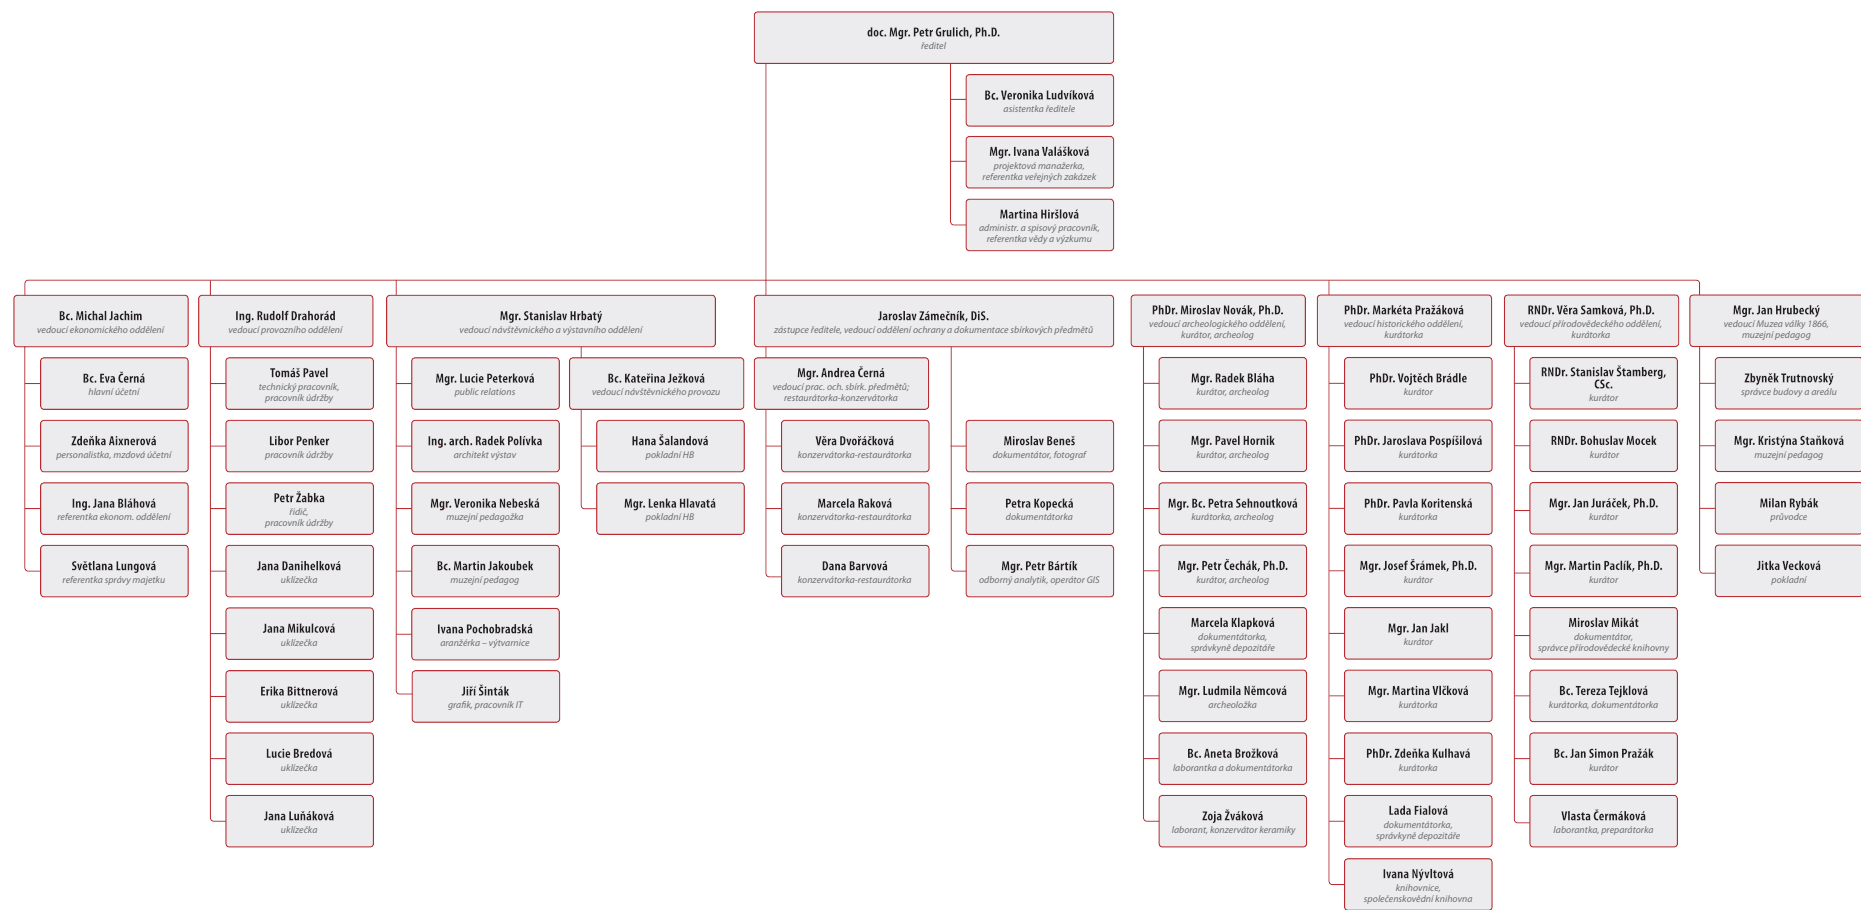 doc. Mgr. Petr Grulich, Ph.D.
ředitel
Bc. Veronika Ludvíková
asistentka ředitele
Mgr. Ivana Valášková
projektová manažerka,
referentka veřejných zakázek
Martina Hiršlová
administr. a spisový pracovník,
referentka vědy a výzkumu
Bc. Michal Jachim
vedoucí ekonomického oddělení
Bc. Eva Černá
hlavní účetní
Zdeňka Aixnerová
personalistka, mzdová účetní
Ing. Jana Bláhová
referentka ekonom. oddělení
Světlana Lungová
referentka správy majetku
Ing. Rudolf Drahorád
vedoucí provozního oddělení
Tomáš Pavel
technický pracovník,
pracovník údržby
Libor Penker
pracovník údržby
Petr Žabka
řidič,
pracovník údržby
Jana Danihelková
uklízečka
Jana Mikulcová
uklízečka
Erika Bittnerová
uklízečka
Lucie Bredová
uklízečka
Jana Luňáková
uklízečka
Mgr. Stanislav Hrbatý
vedoucí návštěvnického a výstavního oddělení
Mgr. Lucie Peterková
public relations
Ing. arch. Radek Polívka
architekt výstav
Mgr. Veronika Nebeská
muzejní pedagožka
Bc. Martin Jakoubek
muzejní pedagog
Ivana Pochobradská
aranžérka – výtvarnice
Jiří Šinták
grafik, pracovník IT
Bc. Kateřina Ježková
vedoucí návštěvnického provozu
Hana Šalandová
pokladní HB
Mgr. Lenka Hlavatá
pokladní HB
Jaroslav Zámečník, DiS.
zástupce ředitele, vedoucí oddělení ochrany a dokumentace sbírkových předmětů
Mgr. Andrea Černá
vedoucí prac. och. sbírk. předmětů;
restaurátorka-konzervátorka
Věra Dvořáčková
konzervátorka-restaurátorka
Marcela Raková
konzervátorka-restaurátorka
Dana Barvová
konzervátorka-restaurátorka
Miroslav Beneš
dokumentátor, fotograf
Petra Kopecká
dokumentátorka
Mgr. Petr Bártík
odborný analytik, operátor GIS
PhDr. Miroslav Novák, Ph.D.
vedoucí archeologického oddělení,
kurátor, archeolog
Mgr. Radek Bláha
kurátor, archeolog
Mgr. Pavel Horník
kurátor, archeolog
Mgr. Bc. Petra Sehnoutková
kurátorka, archeolog
Mgr. Petr Čechák, Ph.D.
kurátor, archeolog
Marcela Klapková
dokumentátorka,
správkyně depozitáře
Mgr. Ludmila Němcová
archeoložka
Bc. Aneta Brožková
laborantka a dokumentátorka
Zoja Žváková
laborant, konzervátor keramiky
PhDr. Markéta Pražáková
vedoucí historického oddělení,
kurátorka
PhDr. Vojtěch Brádle
kurátor
PhDr. Jaroslava Pospíšilová
kurátorka
PhDr. Pavla Koritenská
kurátorka
Mgr. Josef Šrámek, Ph.D.
kurátor
Mgr. Jan Jakl
kurátor
Mgr. Martina Vlčková
kurátorka
PhDr. Zdeňka Kulhavá
kurátorka
Lada Fialová
dokumentátorka,
správkyně depozitáře
Ivana Nývltová
knihovnice,
společenskovědní knihovna
RNDr. Věra Samková, Ph.D.
vedoucí přírodovědeckého oddělení,
kurátorka
RNDr. Stanislav Štamberg,
CSc.
kurátor
RNDr. Bohuslav Mocek
kurátor
Mgr. Jan Juráček, Ph.D.
kurátor
Mgr. Martin Paclík, Ph.D.
kurátor
Miroslav Mikát
dokumentátor,
správce přírodovědecké knihovny
Bc. Tereza Tejklová
kurátorka, dokumentátorka
Bc. Jan Simon Pražák
kurátor
Vlasta Čermáková
laborantka, preparátorka
Mgr. Jan Hrubecký
vedoucí Muzea války 1866,
muzejní pedagog
Zbyněk Trutnovský
správce budovy a areálu
Mgr. Kristýna Staňková
muzejní pedagog
Milan Rybák
průvodce
Jitka Vecková
pokladní